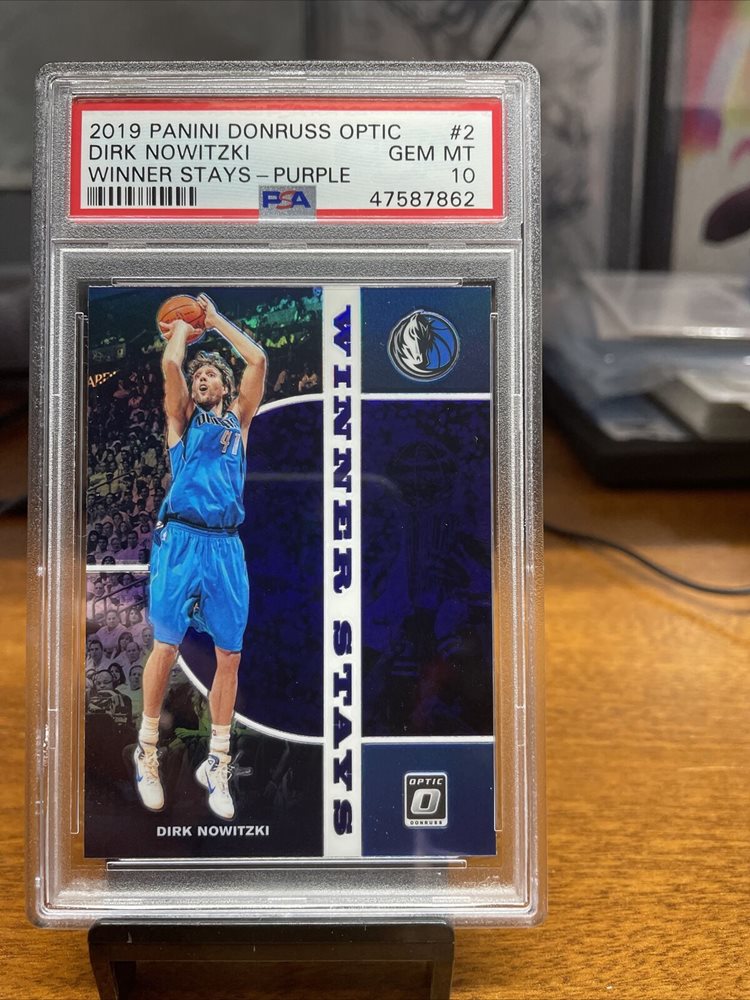 2019 PANINI DONRUSS OPTIC #2
DIRK NOWITZKI GEM MT
WINNER STAYS – PURPLE 10
PSA 47587862
WINNER STAYS
41
OPTIC
DONRUSS
DIRK NOWITZKI